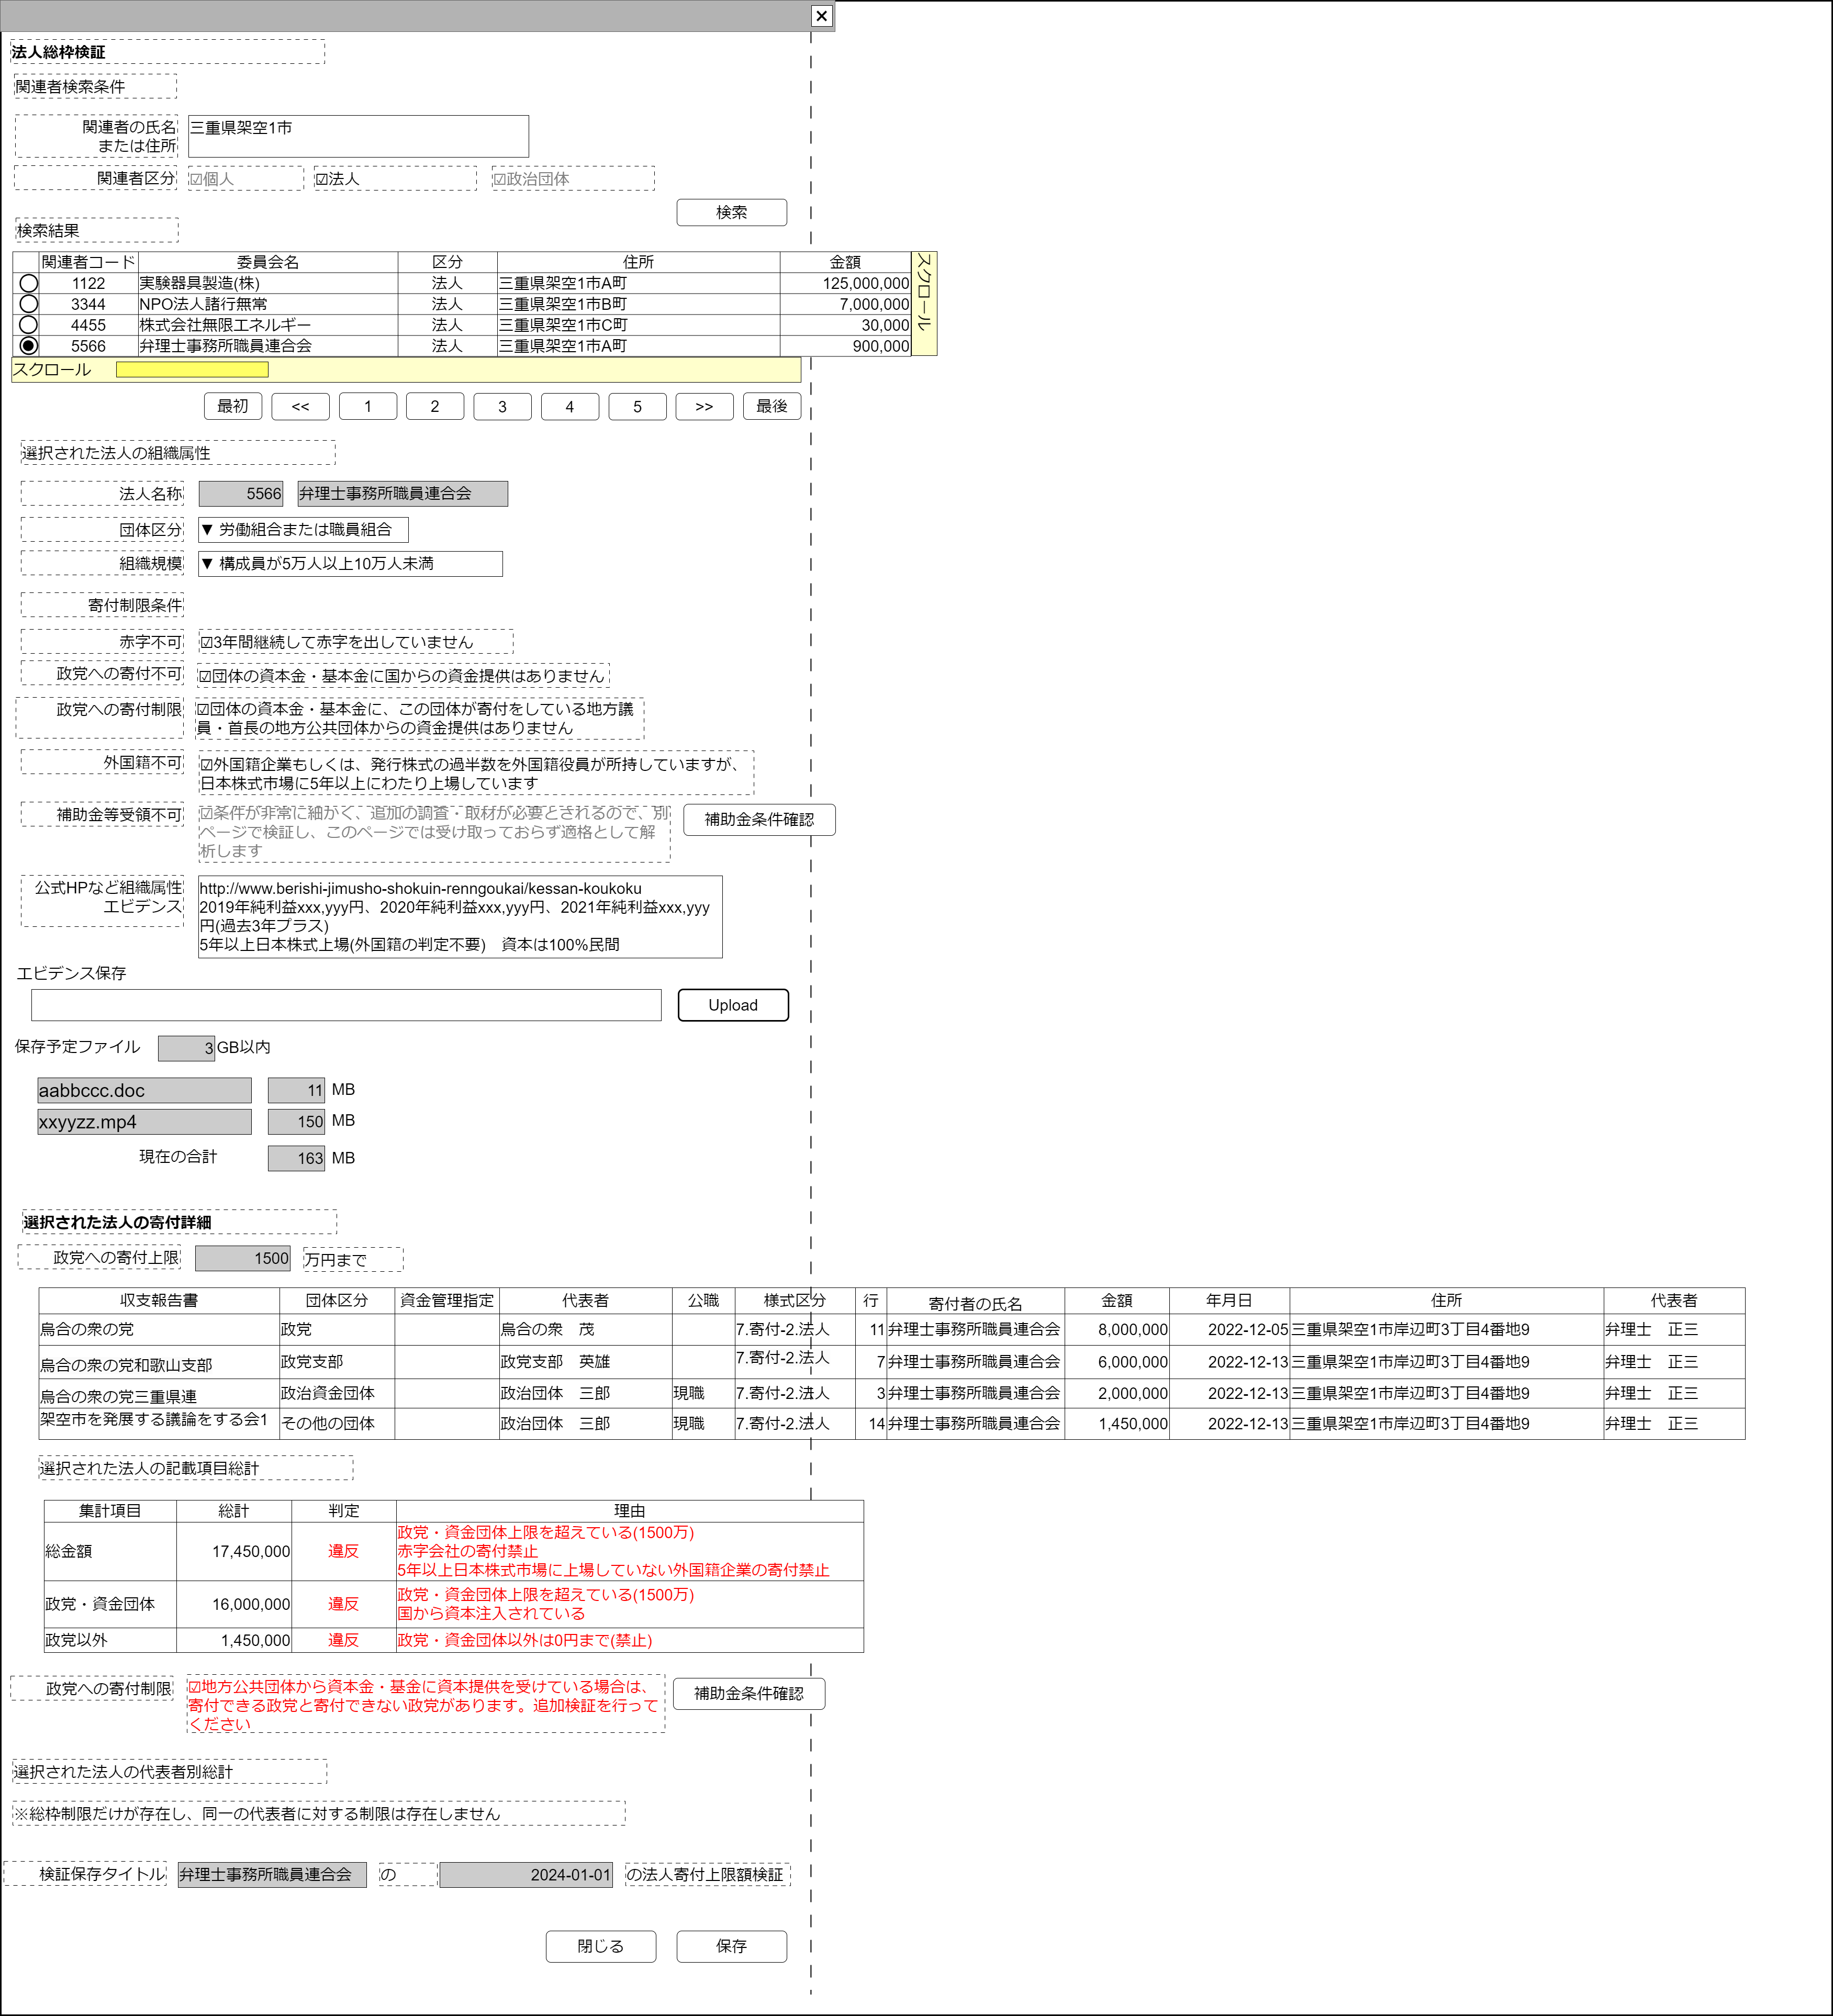 ×
法人総枠検証
関連者検索条件
関連者の氏名
または住所
三重県架空1市
関連者区分 ☑個人 ☑法人 ☑政治団体
検索
検索結果
関連者コード 委員会名 区分 住所 金額
1122 実験器具製造(株) 法人 三重県架空1市A町 125,000,000
3344 NPO法人諸行無常 法人 三重県架空1市B町 7,000,000
4455 株式会社無限エネルギー 法人 三重県架空1市C町 30,000
5566 弁理士事務所職員連合会 法人 三重県架空1市A町 900,000
スクロール
スクロール
最初 << 1 2 3 4 5 >> 最後
選択された法人の組織属性
法人名称 5566 弁理士事務所職員連合会
団体区分 ▼ 労働組合または職員組合
組織規模 ▼ 構成員が5万人以上10万人未満
寄付制限条件
赤字不可 ☑3年間継続して赤字を出していません
政党への寄付不可 ☑団体の資本金・基本金に国からの資金提供はありません
政党への寄付制限 ☑団体の資本金・基本金に、この団体が寄付をしている地方議
員・首長の地方公共団体からの資金提供はありません
外国籍不可 ☑外国籍企業もしくは、発行株式の過半数を外国籍役員が所持していますが、
日本株式市場に5年以上にわたり上場しています
補助金等受領不可 ☑条件が非常に細かく、追加の調査・取材が必要とされるので、別
ページで検証し、このページでは受け取っておらず適格として解
析します
補助金条件確認
公式HPなど組織属性
エビデンス
http://www.berishi-jimusho-shokuin-renngoukai/kessan-koukoku
2019年純利益xxx,yyy円、2020年純利益xxx,yyy円、2021年純利益xxx,yyy
円(過去3年プラス)
5年以上日本株式上場(外国籍の判定不要)　資本は100%民間
エビデンス保存
Upload
保存予定ファイル 3 GB以内
aabbccc.doc 11 MB
xxyyzz.mp4 150 MB
現在の合計 163 MB
選択された法人の寄付詳細
政党への寄付上限 1500 万円まで
収支報告書 団体区分 資金管理指定 代表者 公職 様式区分 行 寄付者の氏名 金額 年月日 住所 代表者
烏合の衆の党 政党 烏合の衆　茂 7.寄付-2.法人 11 弁理士事務所職員連合会 8,000,000 2022-12-05 三重県架空1市岸辺町3丁目4番地9 弁理士　正三
烏合の衆の党和歌山支部 政党支部 政党支部　英雄 7.寄付-2.法人 7 弁理士事務所職員連合会 6,000,000 2022-12-13 三重県架空1市岸辺町3丁目4番地9 弁理士　正三
烏合の衆の党三重県連 政治資金団体 政治団体　三郎 現職 7.寄付-2.法人 3 弁理士事務所職員連合会 2,000,000 2022-12-13 三重県架空1市岸辺町3丁目4番地9 弁理士　正三
架空市を発展する議論をする会1 その他の団体 政治団体　三郎 現職 7.寄付-2.法人 14 弁理士事務所職員連合会 1,450,000 2022-12-13 三重県架空1市岸辺町3丁目4番地9 弁理士　正三
選択された法人の記載項目総計
集計項目 総計 判定 理由
総金額 17,450,000 違反 政党・資金団体上限を超えている(1500万)
赤字会社の寄付禁止
5年以上日本株式市場に上場していない外国籍企業の寄付禁止
政党・資金団体 16,000,000 違反 政党・資金団体上限を超えている(1500万)
国から資本注入されている
政党以外 1,450,000 違反 政党・資金団体以外は0円まで(禁止)
政党への寄付制限 ☑地方公共団体から資本金・基金に資本提供を受けている場合は、
寄付できる政党と寄付できない政党があります。追加検証を行って
ください
補助金条件確認
選択された法人の代表者別総計
※総枠制限だけが存在し、同一の代表者に対する制限は存在しません
検証保存タイトル 弁理士事務所職員連合会 の 2024-01-01 の法人寄付上限額検証
閉じる 保存